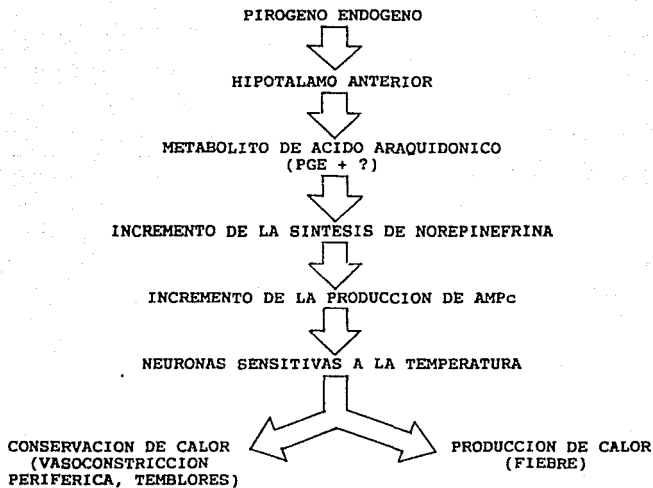 PIROGENO ENDOGENO
HIPOTALAMO ANTERIOR
METABOLITO DE ACIDO ARAQUIDONICO
(PGE + ?)
INCREMENTO DE LA SINTESIS DE NOREPINEFRINA
INCREMENTO DE LA PRODUCCION DE AMPc
NEURONAS SENSITIVAS A LA TEMPERATURA
CONSERVACION DE CALOR
(VASOCONSTRICCION
PERIFERICA, TEMBLORES)
PRODUCCION DE CALOR
(FIEBRE)